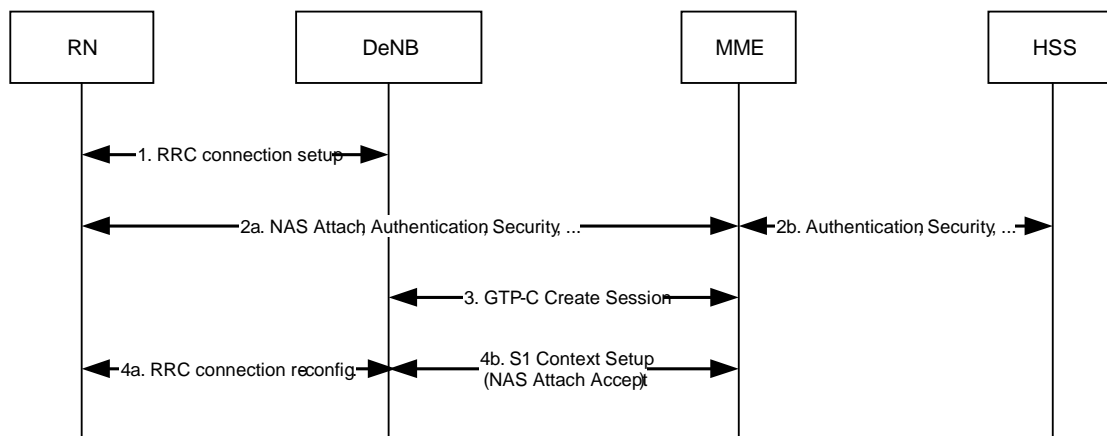 RN
DeNB
MME
HSS
1. RRC connection setup
2a. NAS Attach, Authentication, Security, ...
2b. Authentication, Security, ...
3. GTP-C Create Session
4a. RRC connection reconfig.
4b. S1 Context Setup
(NAS Attach Accept)